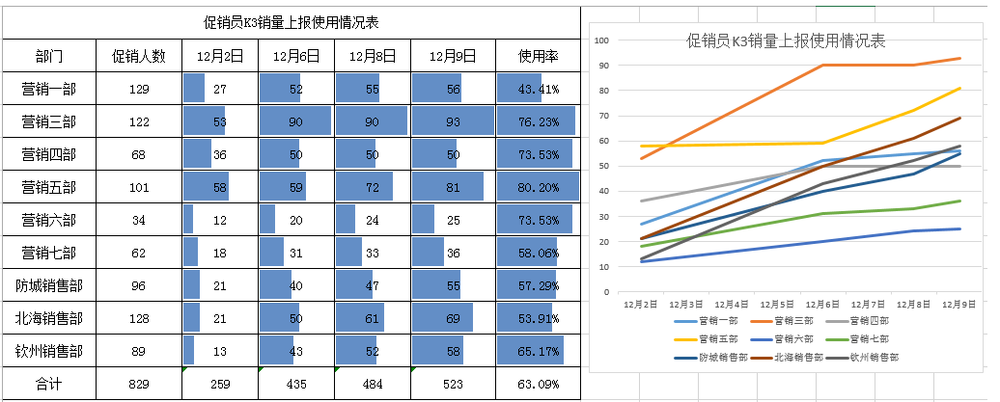 促销员K3销量上报使用情况表
部门 促销人数 12月2日 12月6日 12月8日 12月9日 使用率
营销一部 129 27 52 55 56 43.41%
营销三部 122 53 90 90 93 76.23%
营销四部 68 36 50 50 50 73.53%
营销五部 101 58 59 72 81 80.20%
营销六部 34 12 20 24 25 73.53%
营销七部 62 18 31 33 36 58.06%
防城销售部 96 21 40 47 55 57.29%
北海销售部 128 21 50 61 69 53.91%
钦州销售部 89 13 43 52 58 65.17%
合计 829 259 435 484 523 63.09%
促销员K3销量上报使用情况表
100
90
80
70
60
50
40
30
20
10
0
12月2日 12月3日 12月4日 12月5日 12月6日 12月7日 12月8日 12月9日
营销一部 营销三部 营销四部
营销五部 营销六部 营销七部
防城销售部 北海销售部 钦州销售部